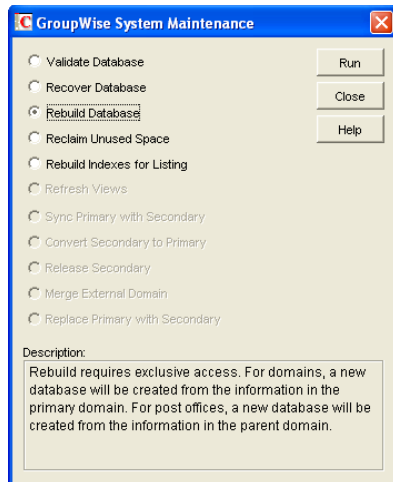 GroupWise System Maintenance
Validate Database
Run
Recover Database
Close
Rebuild Database
Help
Reclaim Unused Space
Rebuild Indexes for Listing
Refresh Views
Sync Primary with Secondary
Convert Secondary to Primary
Release Secondary
Merge External Domain
Replace Primary with Secondary
Description:
Rebuild requires exclusive access. For domains, a new
database will be created from the information in the
primary domain. For post offices, a new database will be
created from the information in the parent domain.